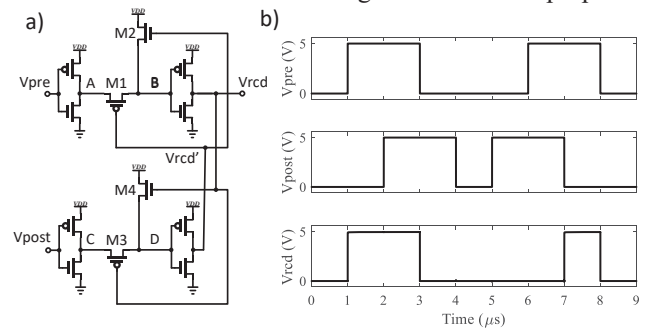 a)
VDD
M2
VDD
VDD
Vpre
A
M1
B
Vrcd
Vrcd'
VDD
M4
VDD
VDD
Vpost
C
M3
D
b)
Vpre (V)
5
0
Vpost (V)
5
0
Vrcd (V)
5
0
0 1 2 3 4 5 6 7 8 9
Time (μs)